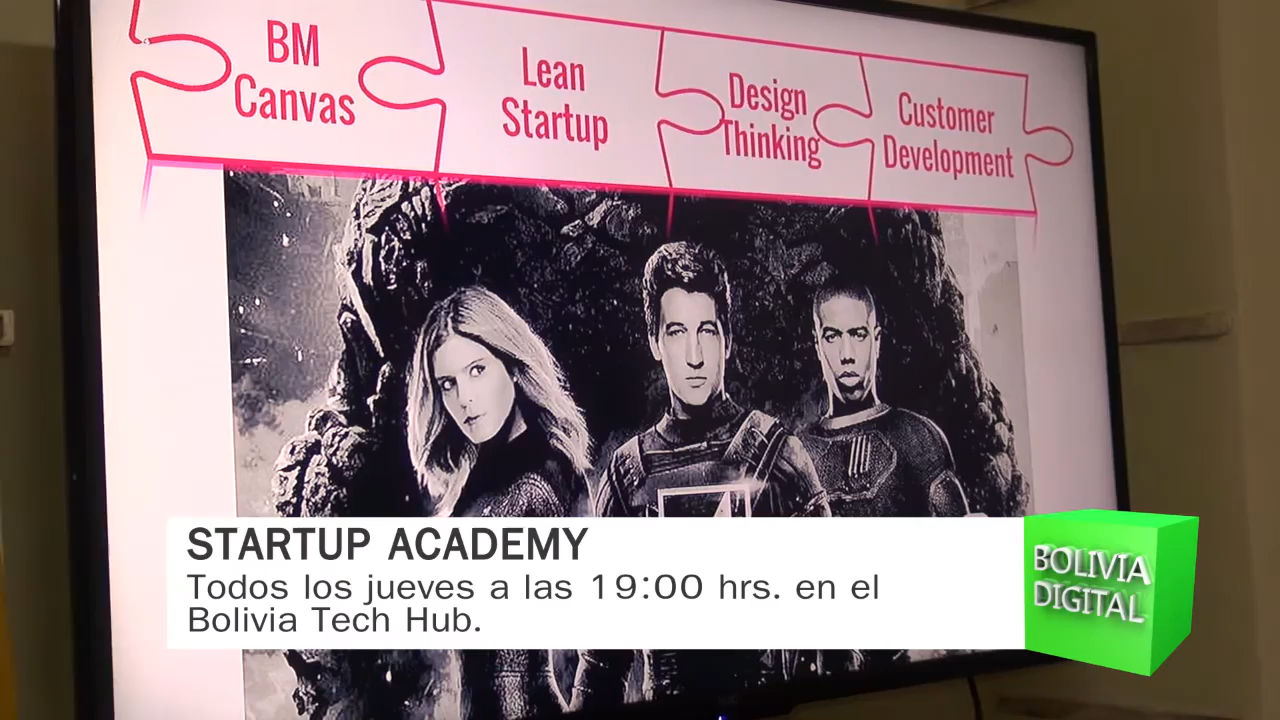 BM
Canvas
Lean
Startup
Design
Thinking
Customer
Development
4
STARTUP ACADEMY
Todos los jueves a las 19:00 hrs. en el
Bolivia Tech Hub.
BOLIVIA
DIGITAL